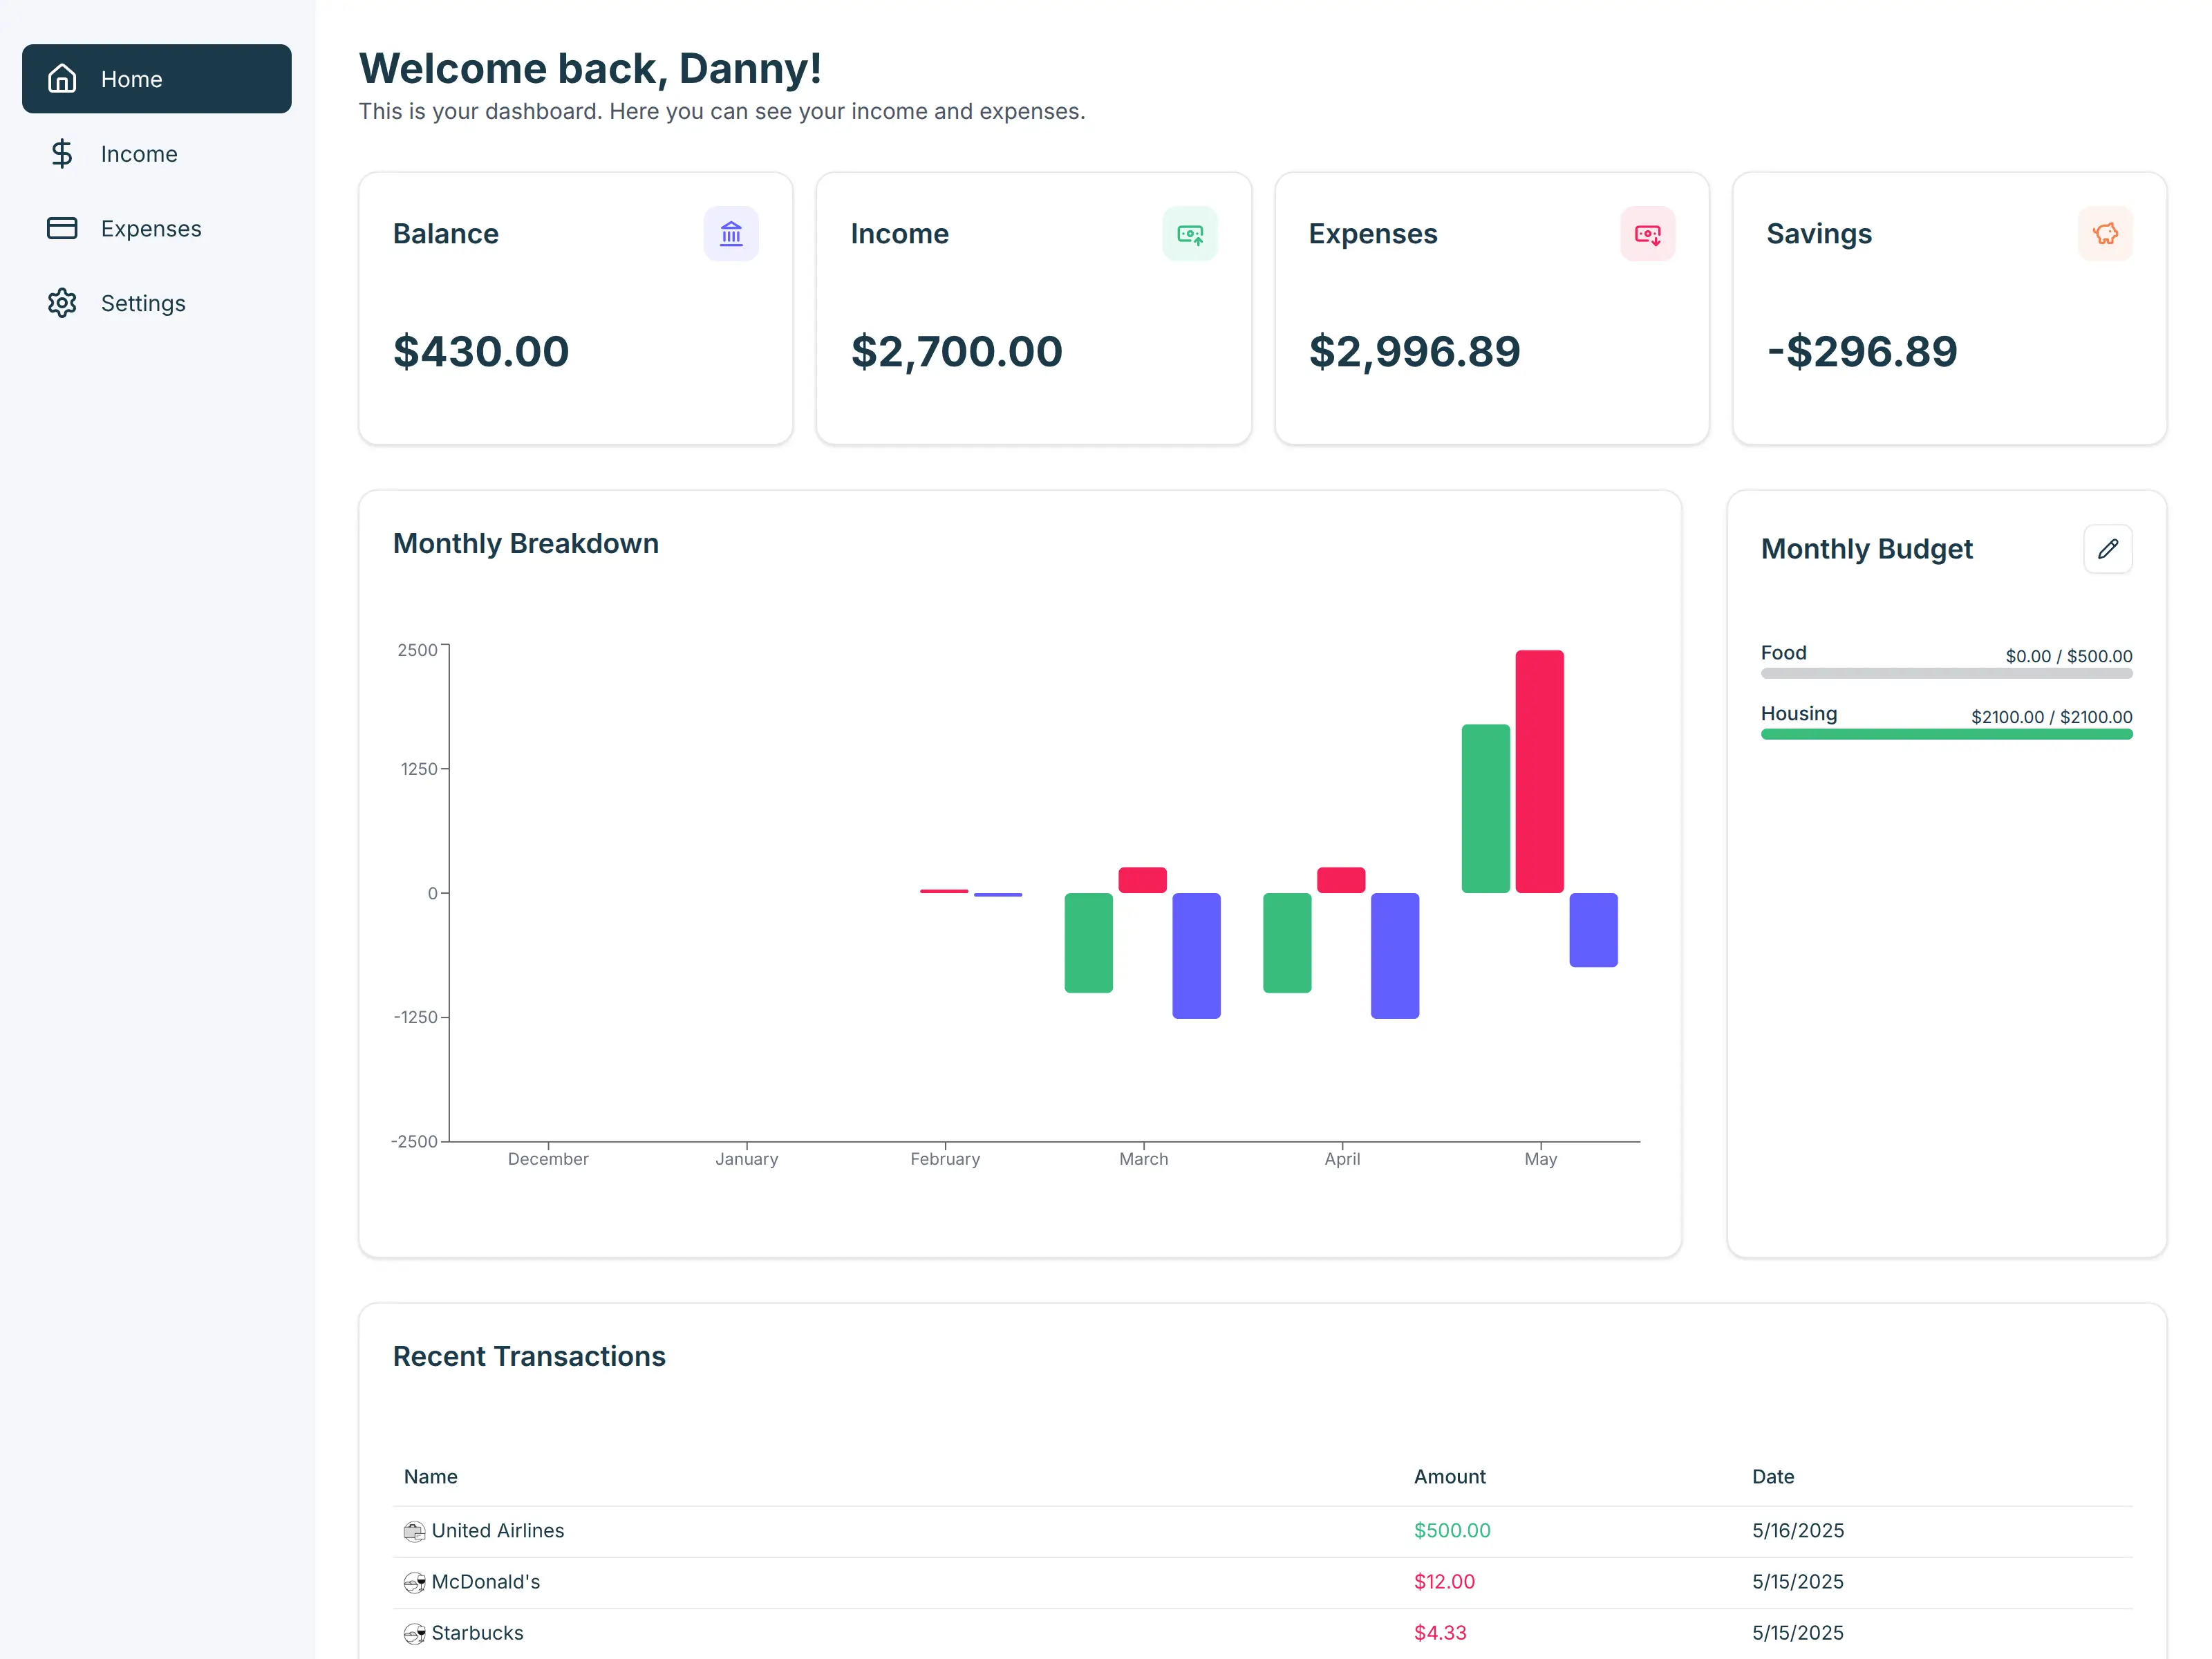 Home
Income
Expenses
Settings
Welcome back, Danny!
This is your dashboard. Here you can see your income and expenses.
Balance
$430.00
Income
$2,700.00
Expenses
$2,996.89
Savings
-$296.89
Monthly Breakdown
2500
1250
0
-1250
-2500
December January February March April May
Monthly Budget
Food $0.00 / $500.00
Housing $2100.00 / $2100.00
Recent Transactions
Name Amount Date
United Airlines $500.00 5/16/2025
McDonald's $12.00 5/15/2025
Starbucks $4.33 5/15/2025